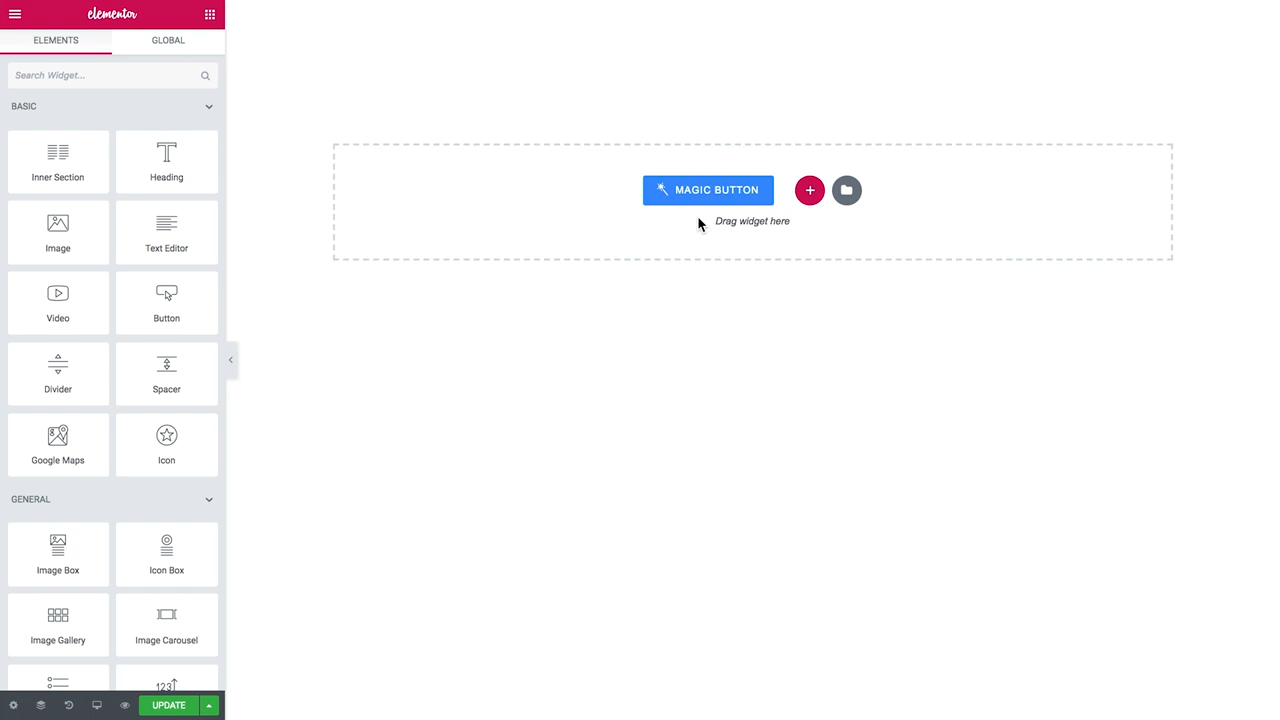 elementor
ELEMENTS GLOBAL
Search Widget...
BASIC
Inner Section Heading
Image Text Editor
Video Button
Divider Spacer
Google Maps Icon
GENERAL
Image Box Icon Box
Image Gallery Image Carousel
123
UPDATE
MAGIC BUTTON
Drag widget here